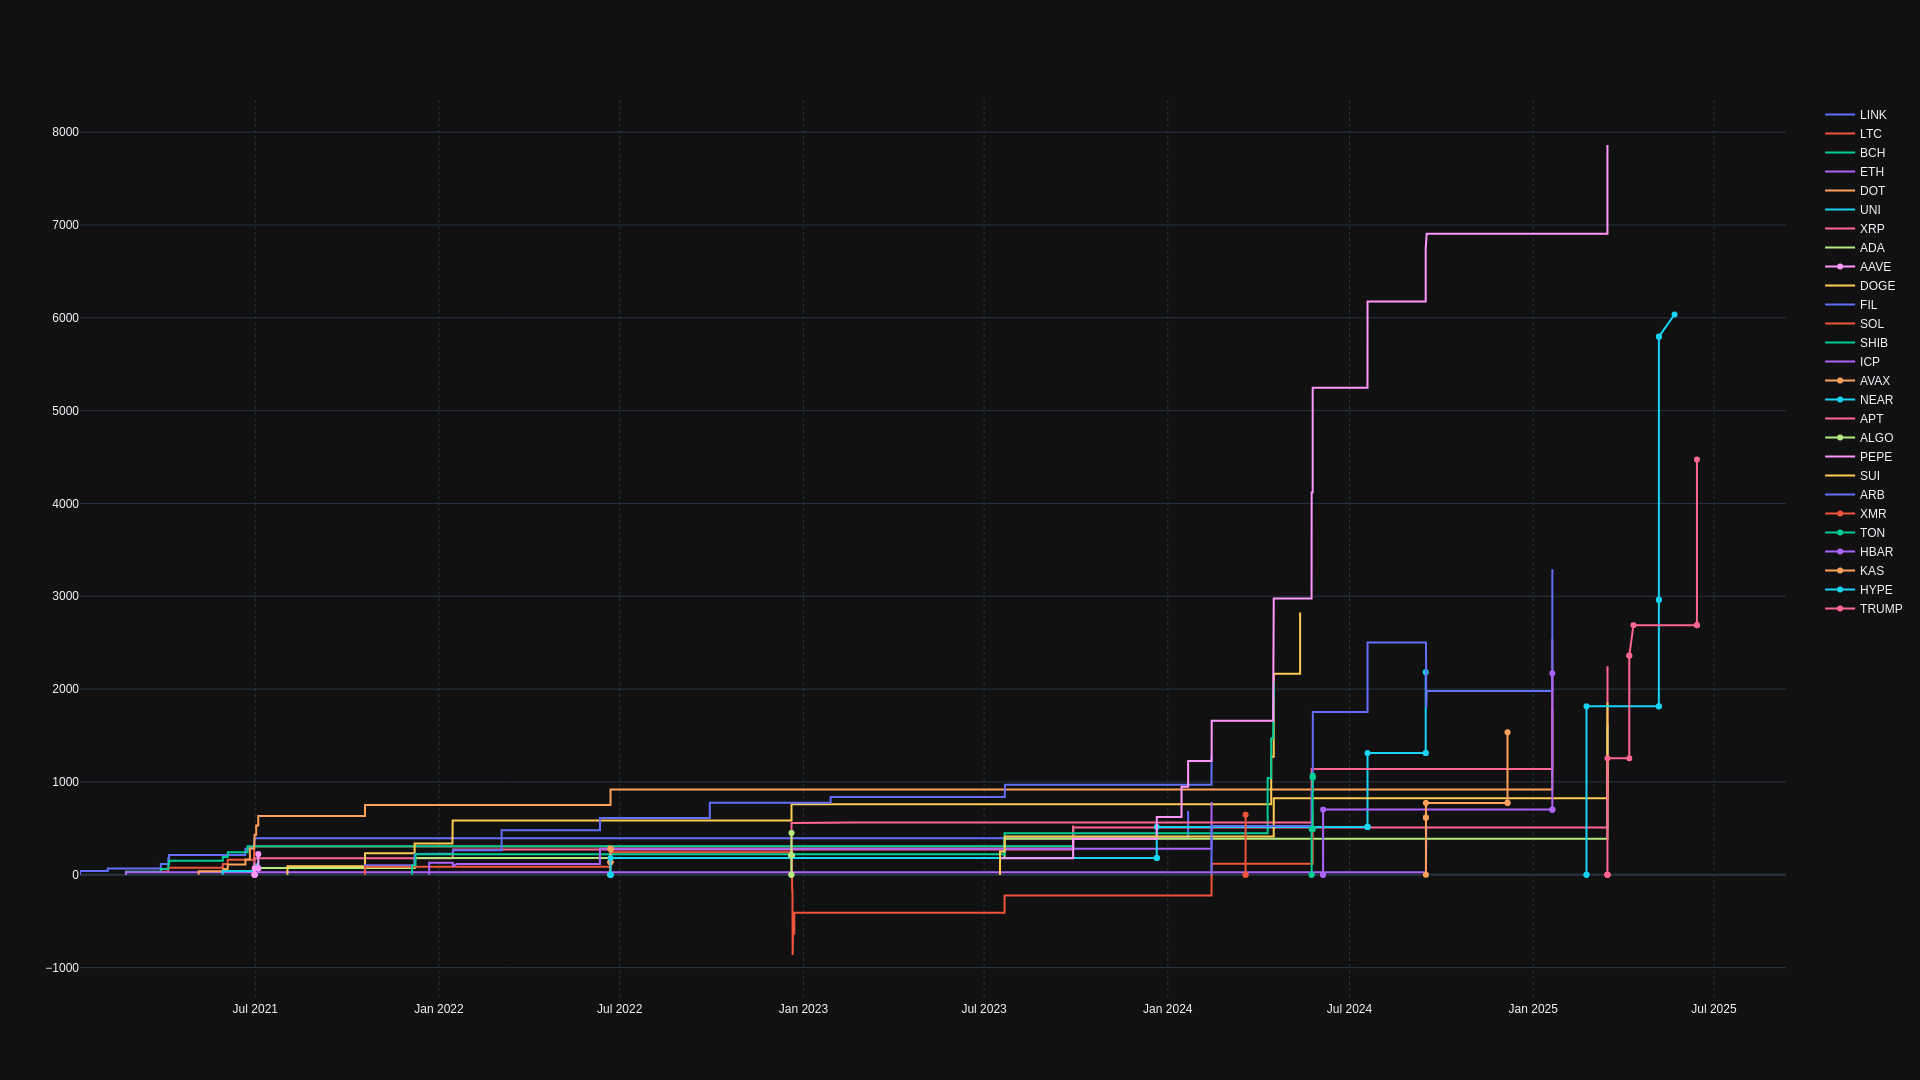 8000
7000
6000
5000
4000
3000
2000
1000
0
−1000
Jul 2021
Jan 2022
Jul 2022
Jan 2023
Jul 2023
Jan 2024
Jul 2024
Jan 2025
Jul 2025
LINK
LTC
BCH
ETH
DOT
UNI
XRP
ADA
AAVE
DOGE
FIL
SOL
SHIB
ICP
AVAX
NEAR
APT
ALGO
PEPE
SUI
ARB
XMR
TON
HBAR
KAS
HYPE
TRUMP